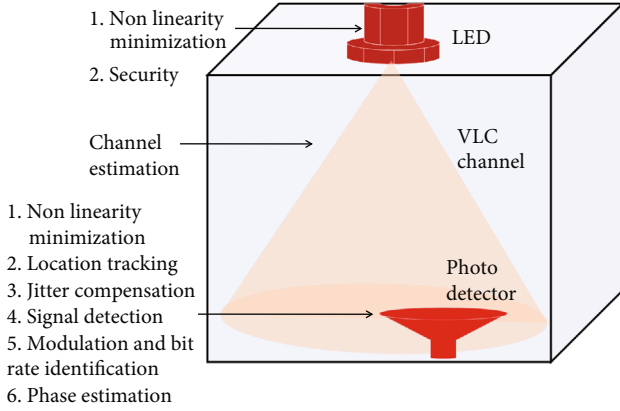 1. Non linearity
minimization
2. Security
LED
Channel
estimation
VLC
channel
1. Non linearity
minimization
2. Location tracking
3. Jitter compensation
4. Signal detection
5. Modulation and bit
rate identification
6. Phase estimation
Photo
detector